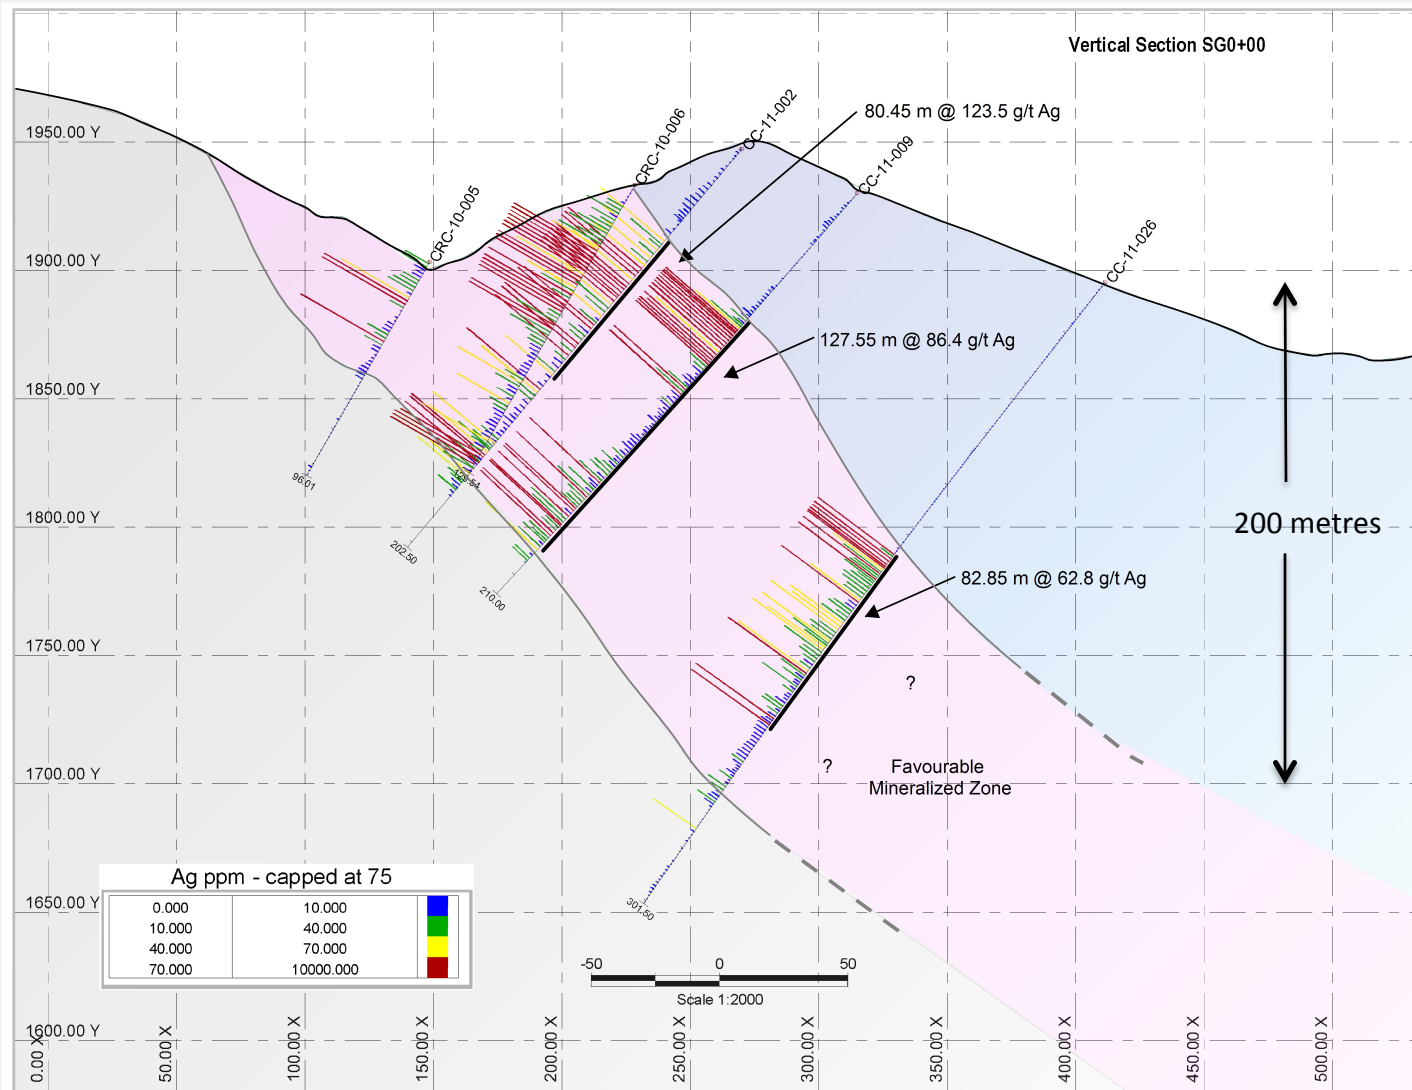 Vertical Section SG0+00
CRC-10-005
CRC-10-006
CC-11-002
CC-11-009
CC-11-026
80.45 m @ 123.5 g/t Ag
127.55 m @ 86.4 g/t Ag
82.85 m @ 62.8 g/t Ag
1950.00 Y
1900.00 Y
1850.00 Y
1800.00 Y
1750.00 Y
1700.00 Y
1650.00 Y
1600.00 Y
96.01
129.54
202.50
210.00
301.50
200 metres
?
?
Favourable
Mineralized Zone
Ag ppm - capped at 75
0.000 10.000
10.000 40.000
40.000 70.000
70.000 10000.000
-50 0 50
Scale 1:2000
0.00 X
50.00 X
100.00 X
150.00 X
200.00 X
250.00 X
300.00 X
350.00 X
400.00 X
450.00 X
500.00 X